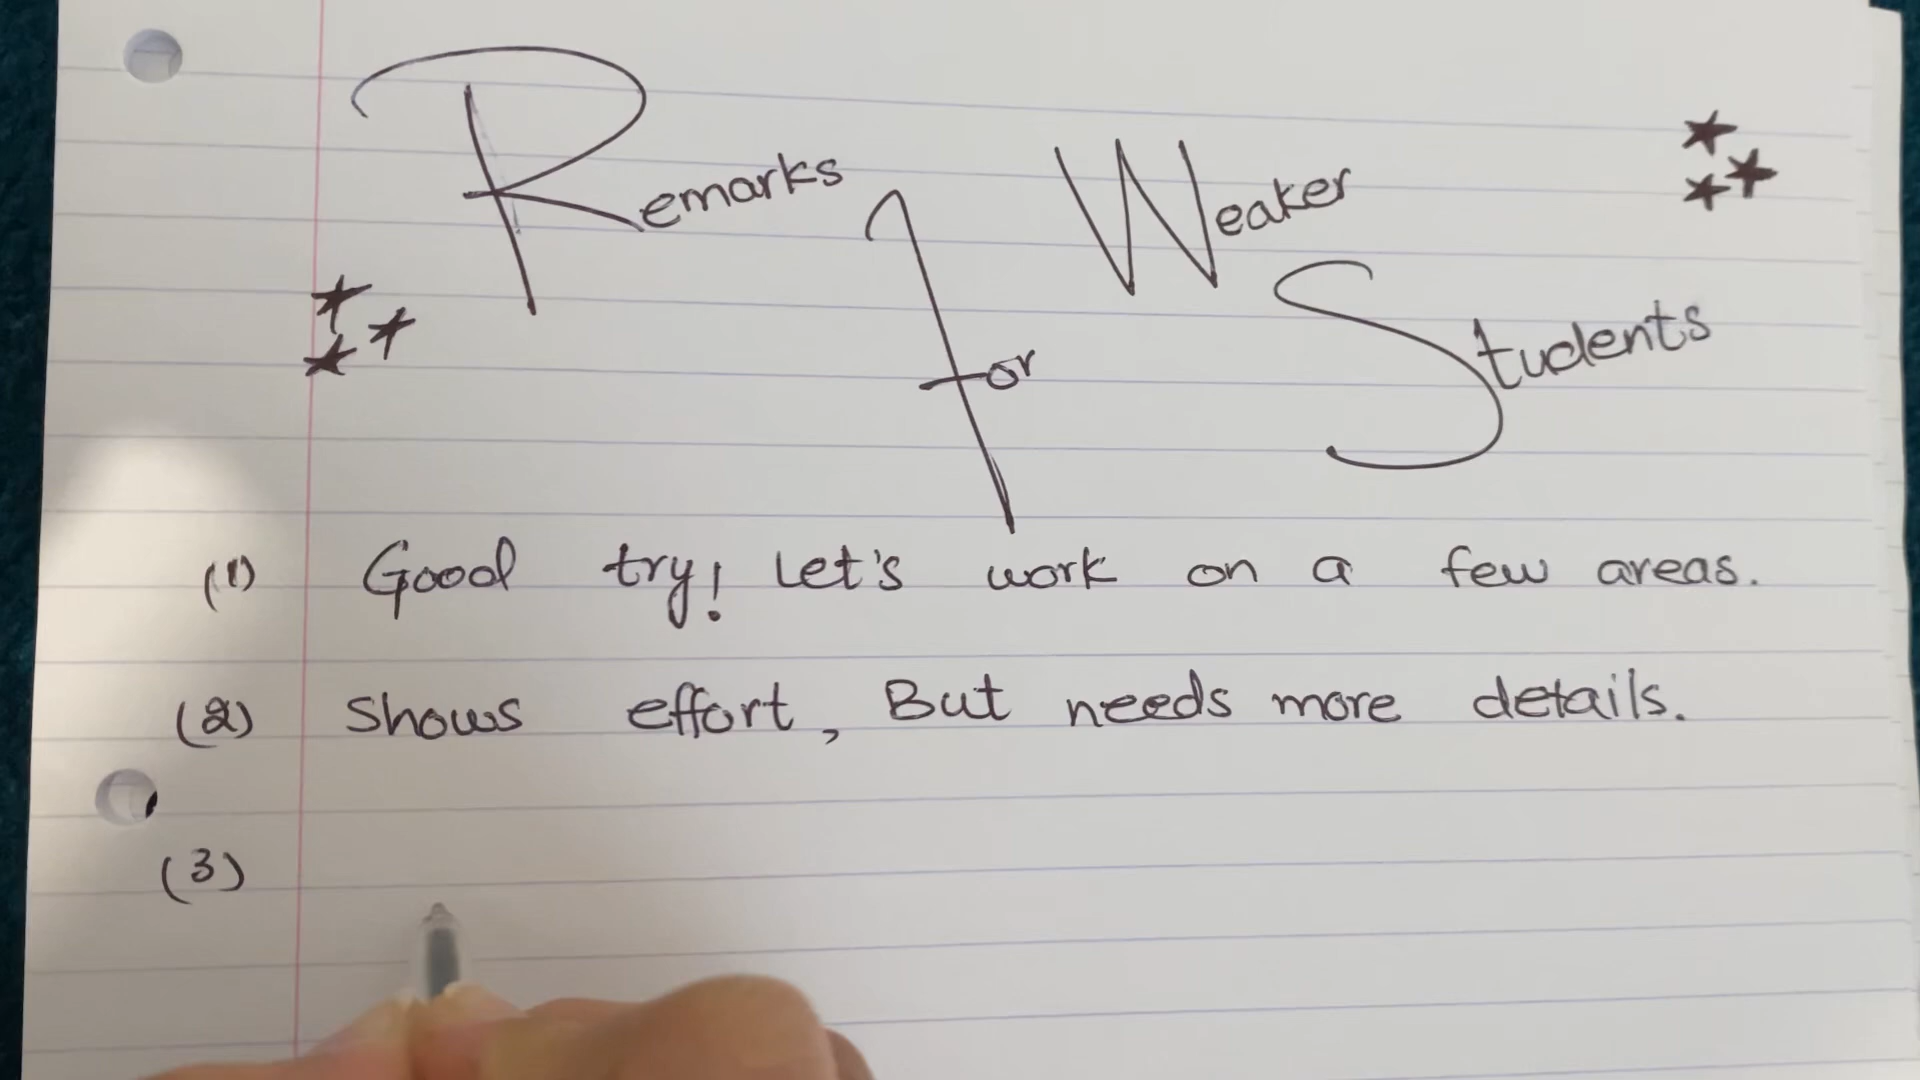 Remarks for Weaker Students
(1) Good try! Let's work on a few areas.
(2) Shows effort, But needs more details.
(3)